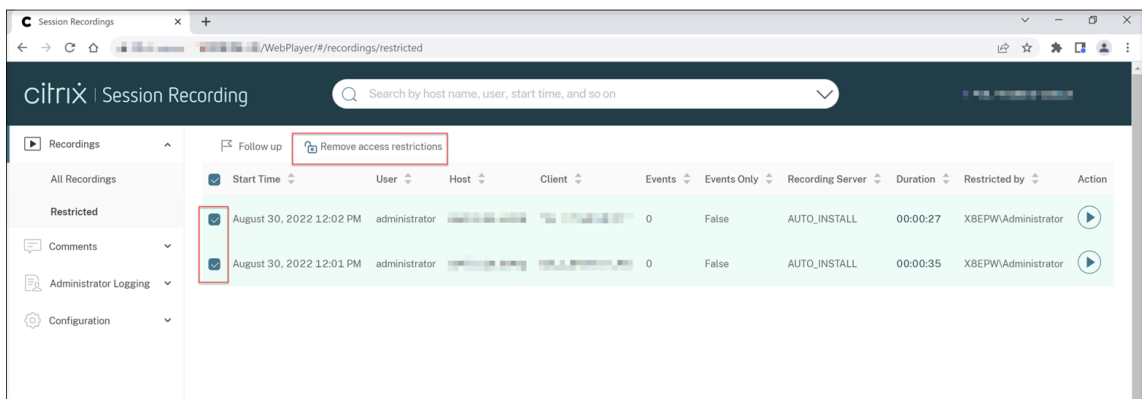 Session Recordings
/WebPlayer/#/recordings/restricted
citrix | Session Recording
Search by host name, user, start time, and so on
Recordings
All Recordings
Restricted
Comments
Administrator Logging
Configuration
Follow up Remove access restrictions
Start Time User Host Client Events Events Only Recording Server Duration Restricted by Action
August 30, 2022 12:02 PM administrator 0 False AUTO_INSTALL 00:00:27 X8EPW\Administrator
August 30, 2022 12:01 PM administrator 0 False AUTO_INSTALL 00:00:35 X8EPW\Administrator